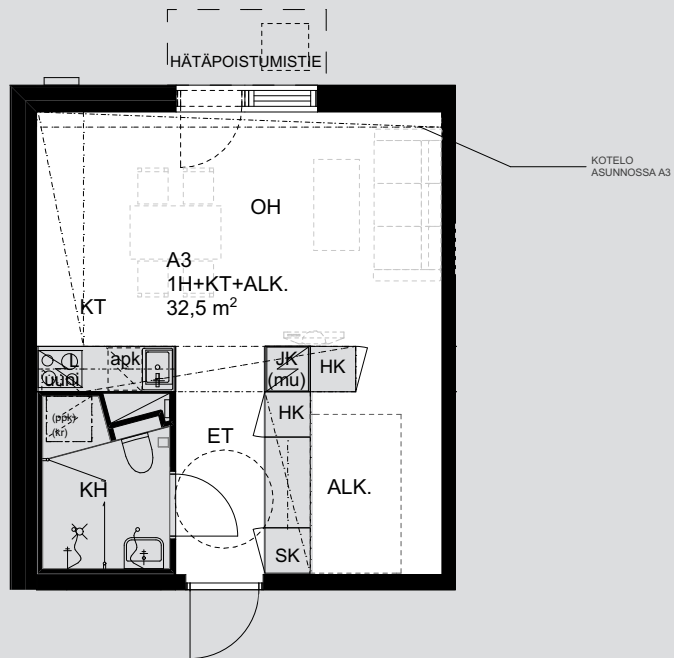 HÄTÄPOISTUMISTIE
KOTELO
ASUNNOSSA A3
OH
A3
1H+KT+ALK.
32,5 m²
KT
L
uuni
apk
JK
(mu)
HK
HK
(ppk)
(kr)
ET
KH
ALK.
SK